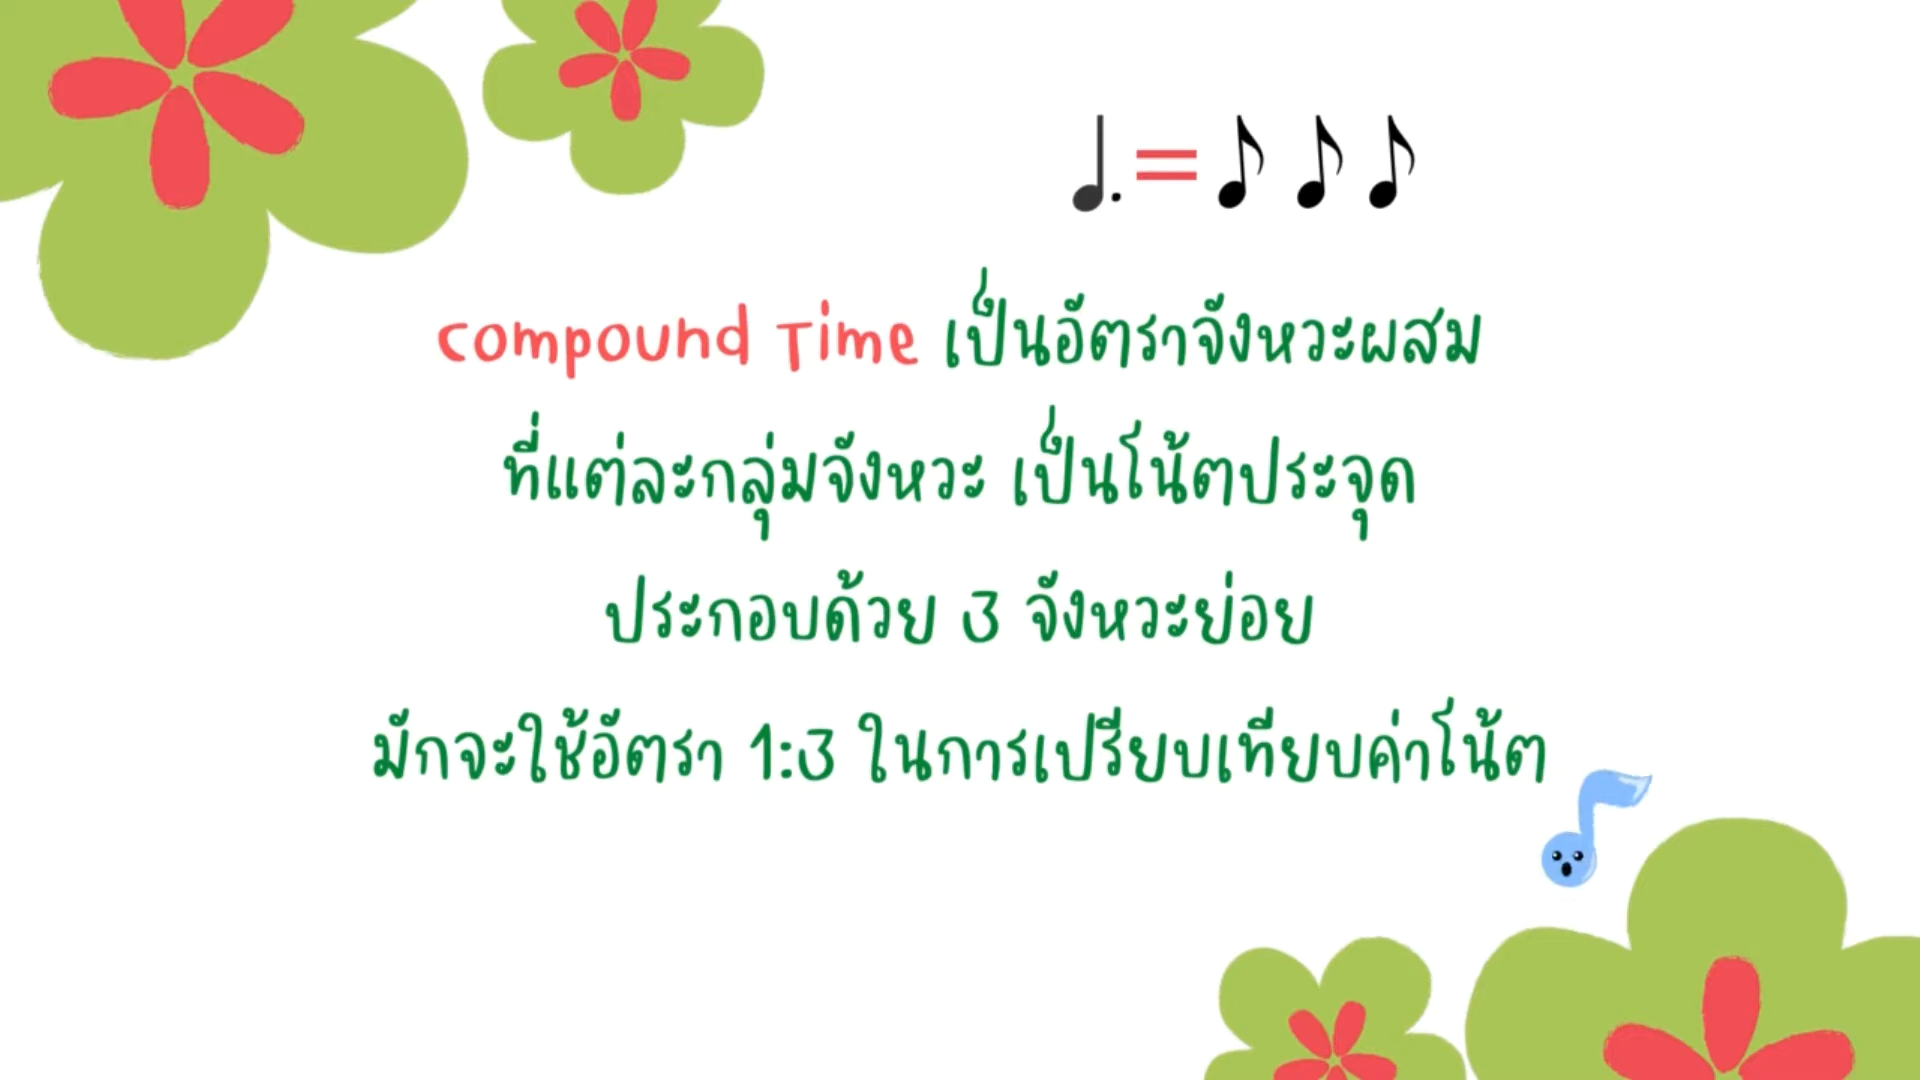 Compound Time เป็นอัตราจังหวะผสม
ที่แต่ละกลุ่มจังหวะ เป็นโน้ตประจุด
ประกอบด้วย 3 จังหวะย่อย
มักจะใช้อัตรา 1:3 ในการเปรียบเทียบค่าโน้ต